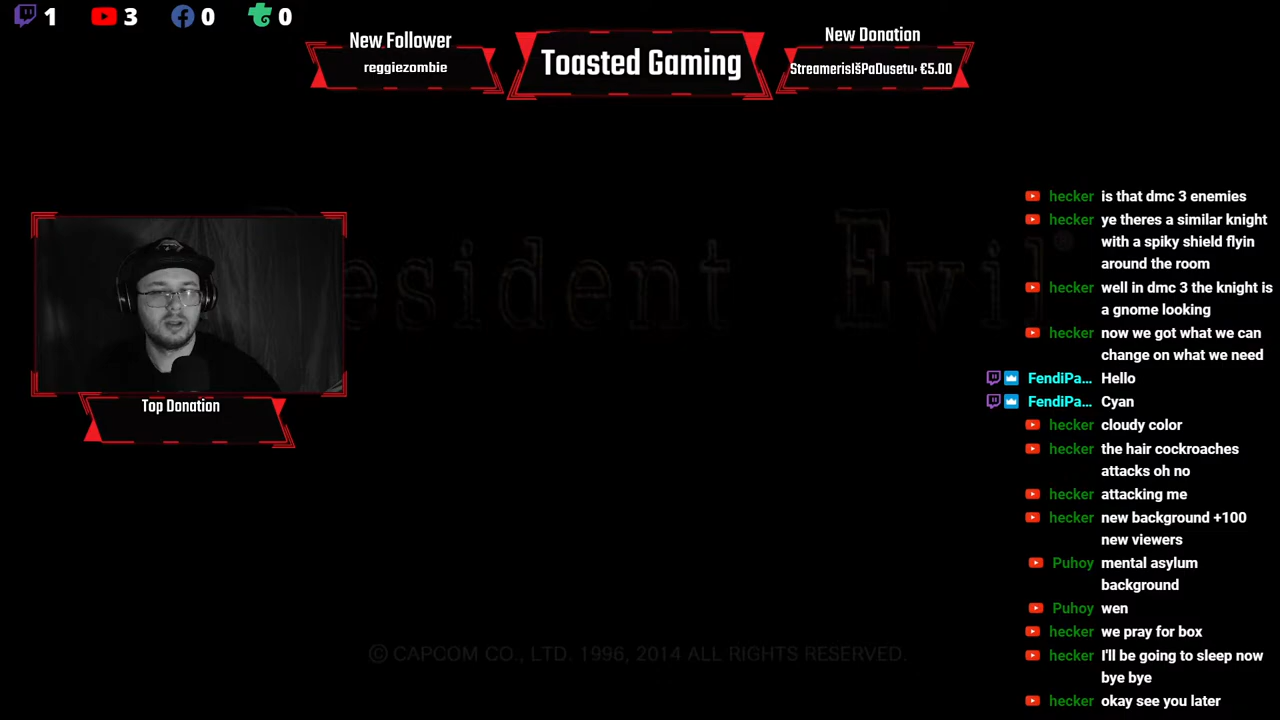 1 3 0 0
New Follower
reggiezombie
Toasted Gaming
New Donation
StreamerisIšPaDusetu· €5.00
Resident Evil®
Top Donation
© CAPCOM CO., LTD. 1996, 2014 ALL RIGHTS RESERVED.
hecker is that dmc 3 enemies
hecker ye theres a similar knight
with a spiky shield flyin
around the room
hecker well in dmc 3 the knight is
a gnome looking
hecker now we got what we can
change on what we need
FendiPa... Hello
FendiPa... Cyan
hecker cloudy color
hecker the hair cockroaches
attacks oh no
hecker attacking me
hecker new background +100
new viewers
Puhoy mental asylum
background
Puhoy wen
hecker we pray for box
hecker I'll be going to sleep now
bye bye
hecker okay see you later